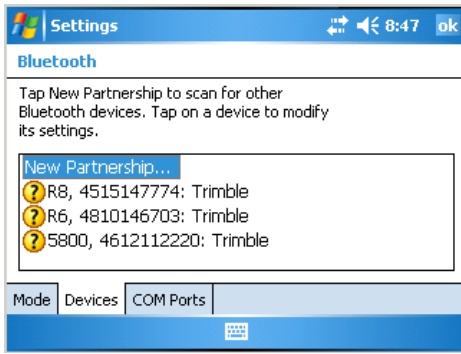 Settings 8:47 ok
Bluetooth
Tap New Partnership to scan for other
Bluetooth devices. Tap on a device to modify
its settings.
New Partnership...
R8, 4515147774: Trimble
R6, 4810146703: Trimble
5800, 4612112220: Trimble
Mode Devices COM Ports